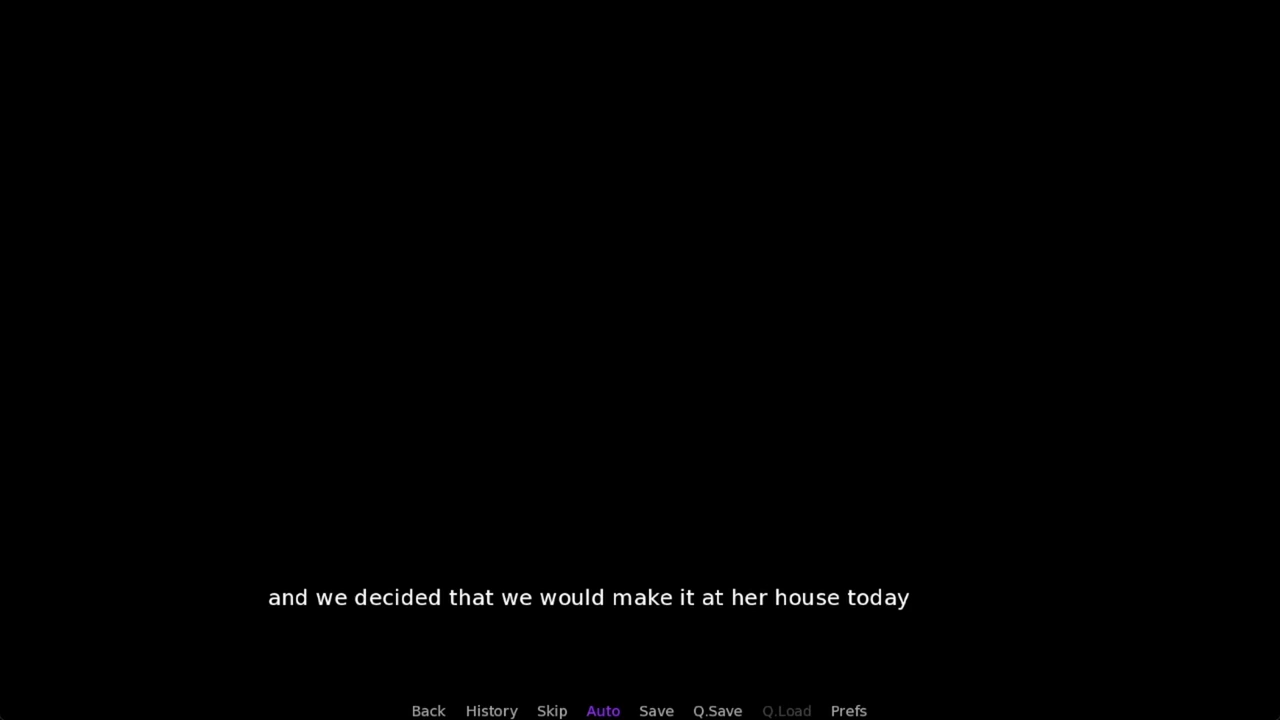 and we decided that we would make it at her house today
Back History Skip Auto Save Q.Save Q.Load Prefs